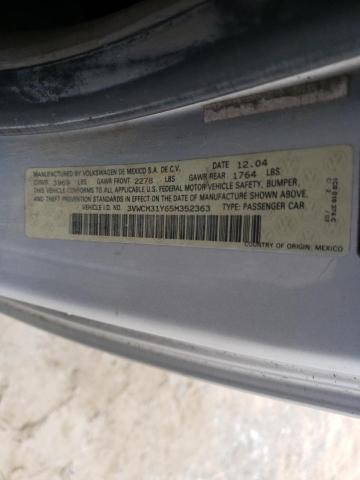 MANUFACTURED BY VOLKSWAGEN DE MEXICO S.A. DE C.V. DATE 12.04
GVWR 3969 LBS GAWR FRONT 2278 LBS GAWR REAR 1764 LBS
THIS VEHICLE CONFORMS TO ALL APPLICABLE U.S. FEDERAL MOTOR VEHICLE SAFETY, BUMPER,
AND THEFT PREVENTION STANDARDS IN EFFECT ON THE DATE OF MANUFACTURE SHOWN ABOVE.
VEHICLE I.D. NO.: 3VWCM31Y65M352363 TYPE: PASSENGER CAR
COUNTRY OF ORIGIN: MEXICO